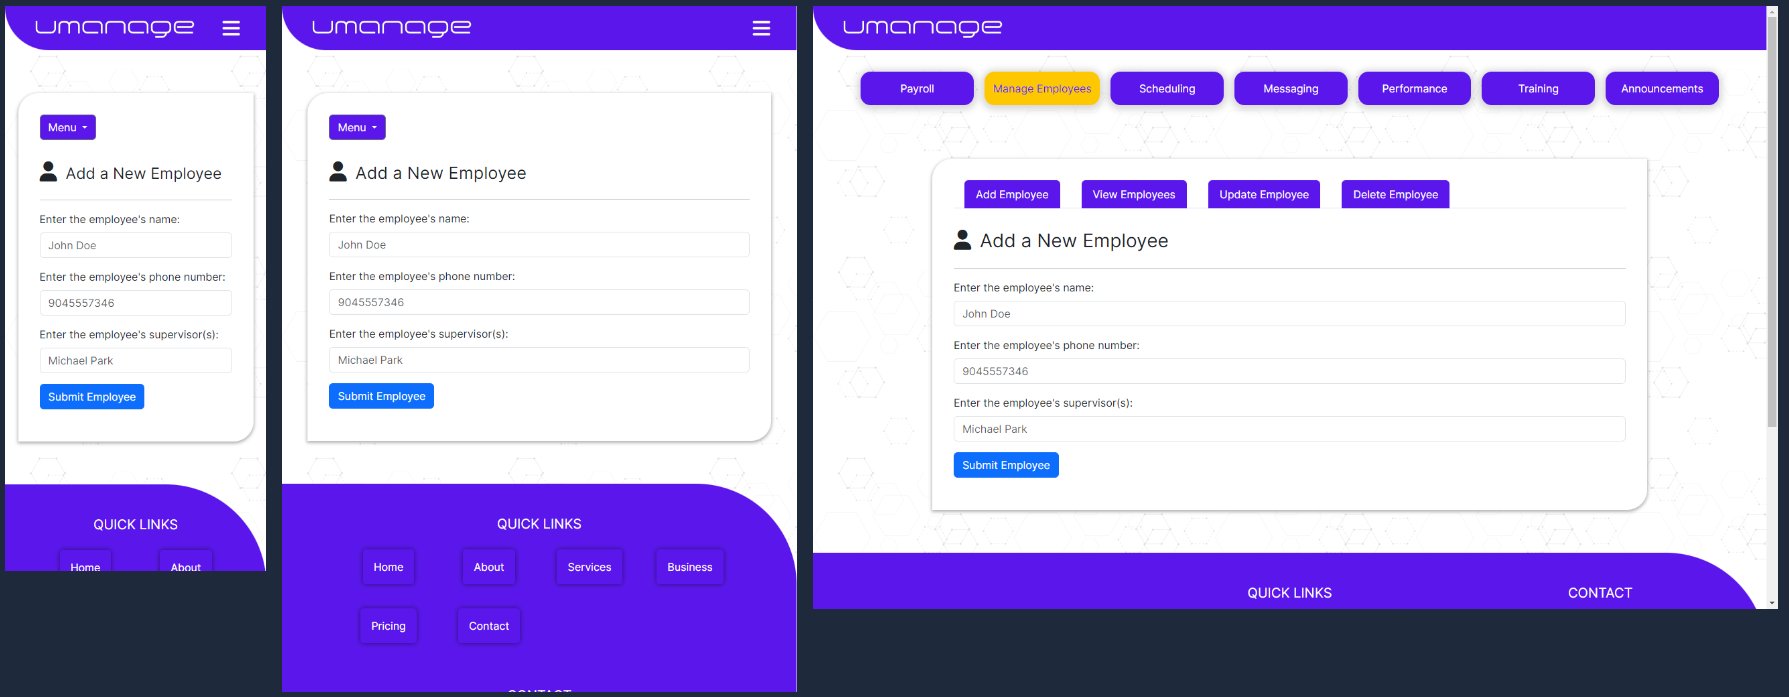 umanage
Menu
Add a New Employee
Enter the employee's name:
John Doe
Enter the employee's phone number:
9045557346
Enter the employee's supervisor(s):
Michael Park
Submit Employee
QUICK LINKS
Home About
umanage
Menu
Add a New Employee
Enter the employee's name:
John Doe
Enter the employee's phone number:
9045557346
Enter the employee's supervisor(s):
Michael Park
Submit Employee
QUICK LINKS
Home About Services Business
Pricing Contact
CONTACT
umanage
Payroll Manage Employees Scheduling Messaging Performance Training Announcements
Add Employee View Employees Update Employee Delete Employee
Add a New Employee
Enter the employee's name:
John Doe
Enter the employee's phone number:
9045557346
Enter the employee's supervisor(s):
Michael Park
Submit Employee
QUICK LINKS CONTACT